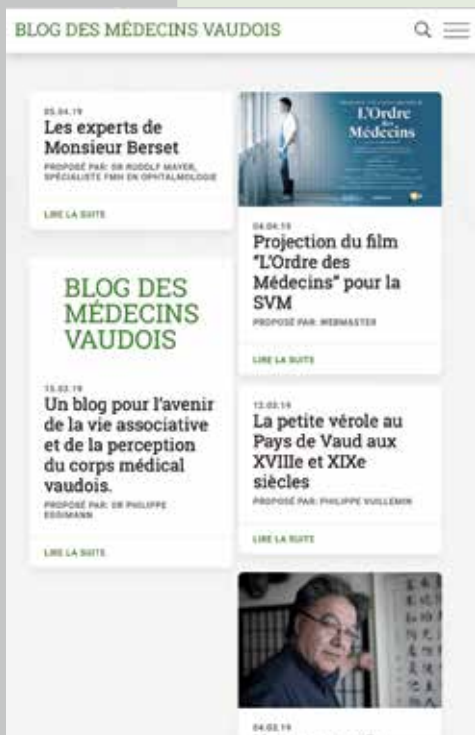 BLOG DES MÉDECINS VAUDOIS
05.04.19
Les experts de
Monsieur Berset
PROPOSÉ PAR: DR RUDOLF MAYER,
SPÉCIALISTE FMH EN OPHTALMOLOGIE
LIRE LA SUITE
BLOG DES
MÉDECINS
VAUDOIS
15.03.19
Un blog pour l’avenir
de la vie associative
et de la perception
du corps médical
vaudois.
PROPOSÉ PAR: DR PHILIPPE
EGGIMANN
LIRE LA SUITE
L’Ordre
des
Médecins
04.04.19
Projection du film
“L’Ordre des
Médecins” pour la
SVM
PROPOSÉ PAR: WEBMASTER
LIRE LA SUITE
12.03.19
La petite vérole au
Pays de Vaud aux
XVIIIe et XIXe
siècles
PROPOSÉ PAR: PHILIPPE VUILLEMIN
LIRE LA SUITE
04.03.19